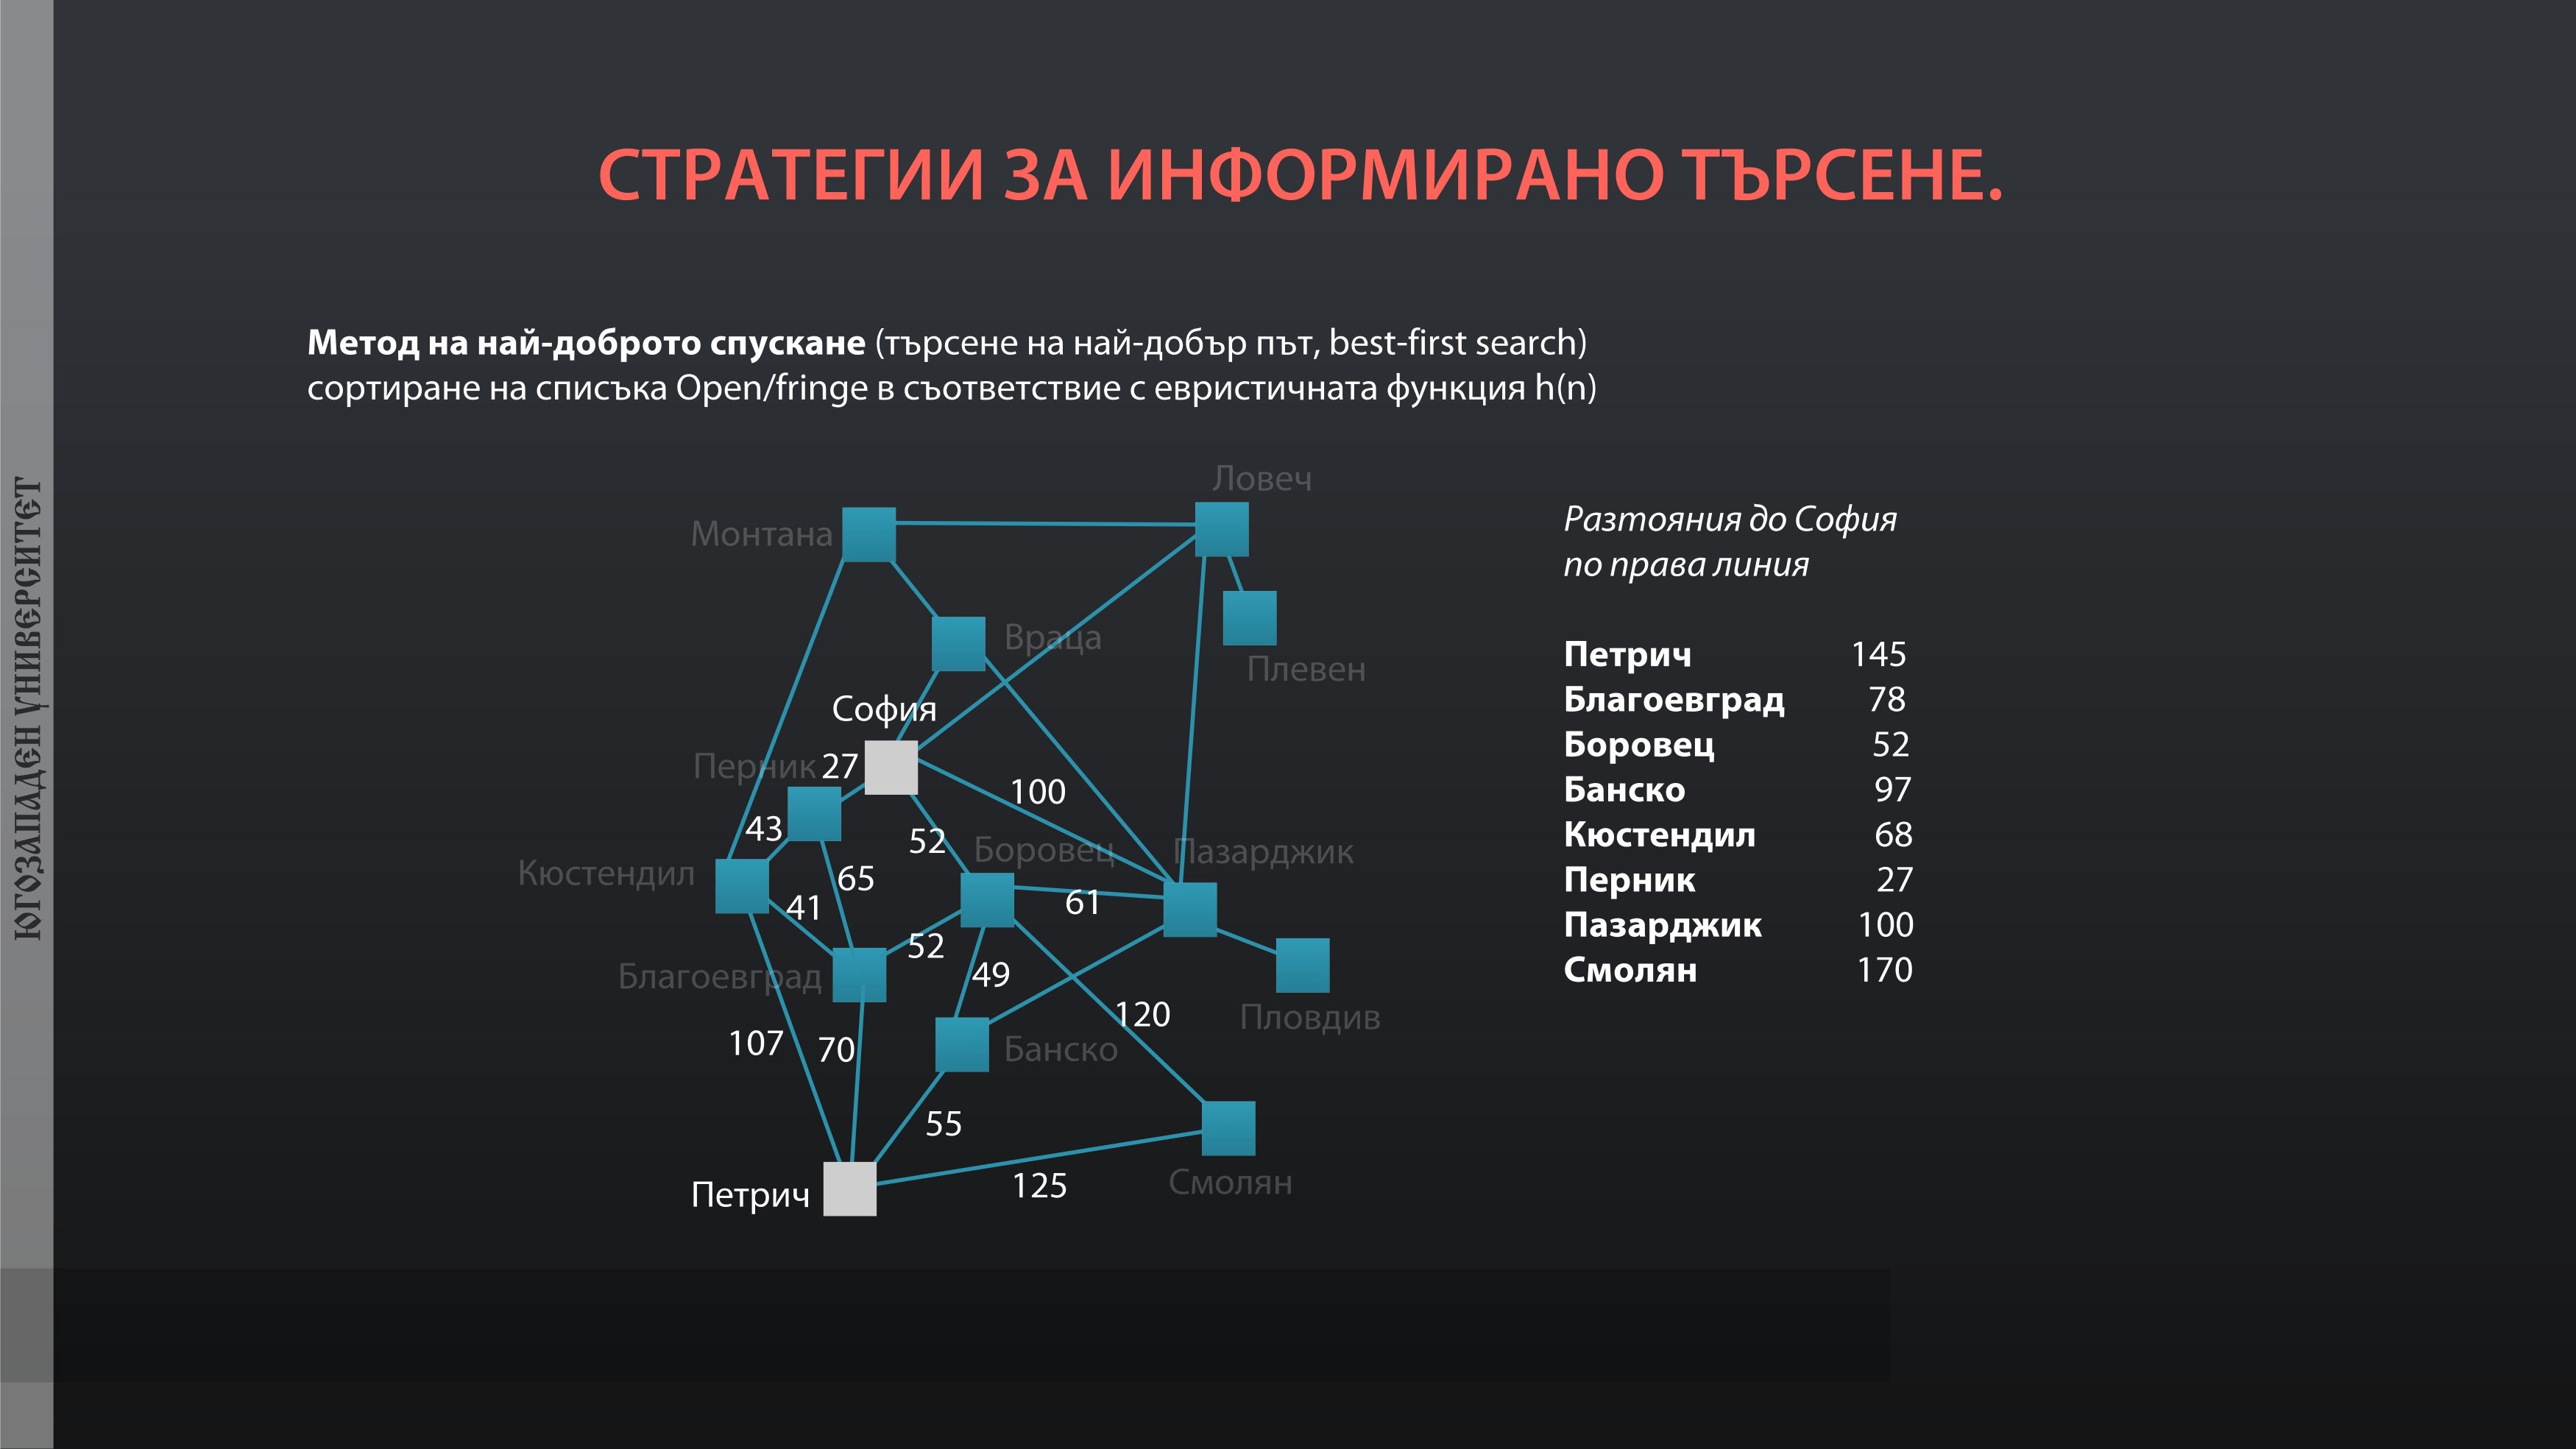 СТРАТЕГИИ ЗА ИНФОРМИРАНО ТЪРСЕНЕ.
Метод на най-доброто спускане (търсене на най-добър път, best-first search)
сортиране на списъка Open/fringe в съответствие с евристичната функция h(n)
ЮГОЗАПАДЕН УНИВЕРСИТЕТ
Ловеч
Монтана
Враца
Плевен
София
Перник 27
100
43
52
Боровец
Пазарджик
Кюстендил
65
41
61
52
Благоевград
49
120
Пловдив
107
70
Банско
55
125
Смолян
Петрич
Разтояния до София
по права линия
Петрич 145
Благоевград 78
Боровец 52
Банско 97
Кюстендил 68
Перник 27
Пазарджик 100
Смолян 170